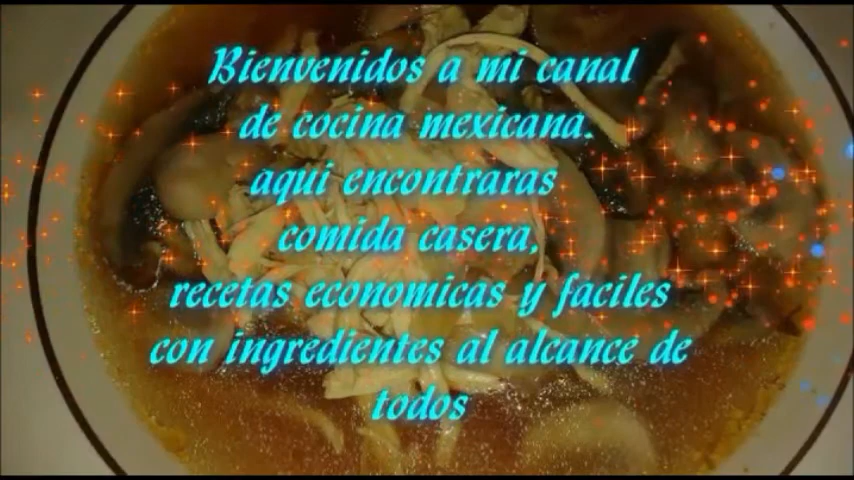 Bienvenidos a mi canal
de cocina mexicana.
aqui encontraras
comida casera,
recetas economicas y faciles
con ingredientes al alcance de
todos